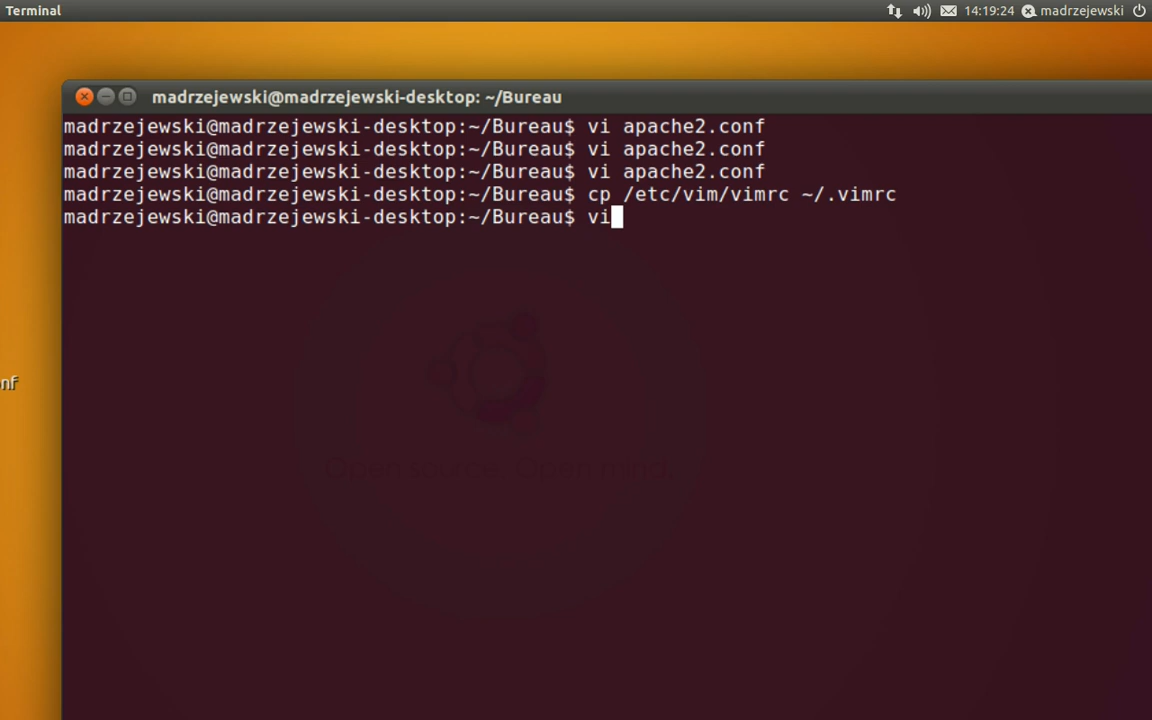 Terminal
14:19:24 madrzejewski
madrzejewski@madrzejewski-desktop: ~/Bureau
madrzejewski@madrzejewski-desktop:~/Bureau$ vi apache2.conf
madrzejewski@madrzejewski-desktop:~/Bureau$ vi apache2.conf
madrzejewski@madrzejewski-desktop:~/Bureau$ vi apache2.conf
madrzejewski@madrzejewski-desktop:~/Bureau$ cp /etc/vim/vimrc ~/.vimrc
madrzejewski@madrzejewski-desktop:~/Bureau$ vi
nf
Open source. Open mind.